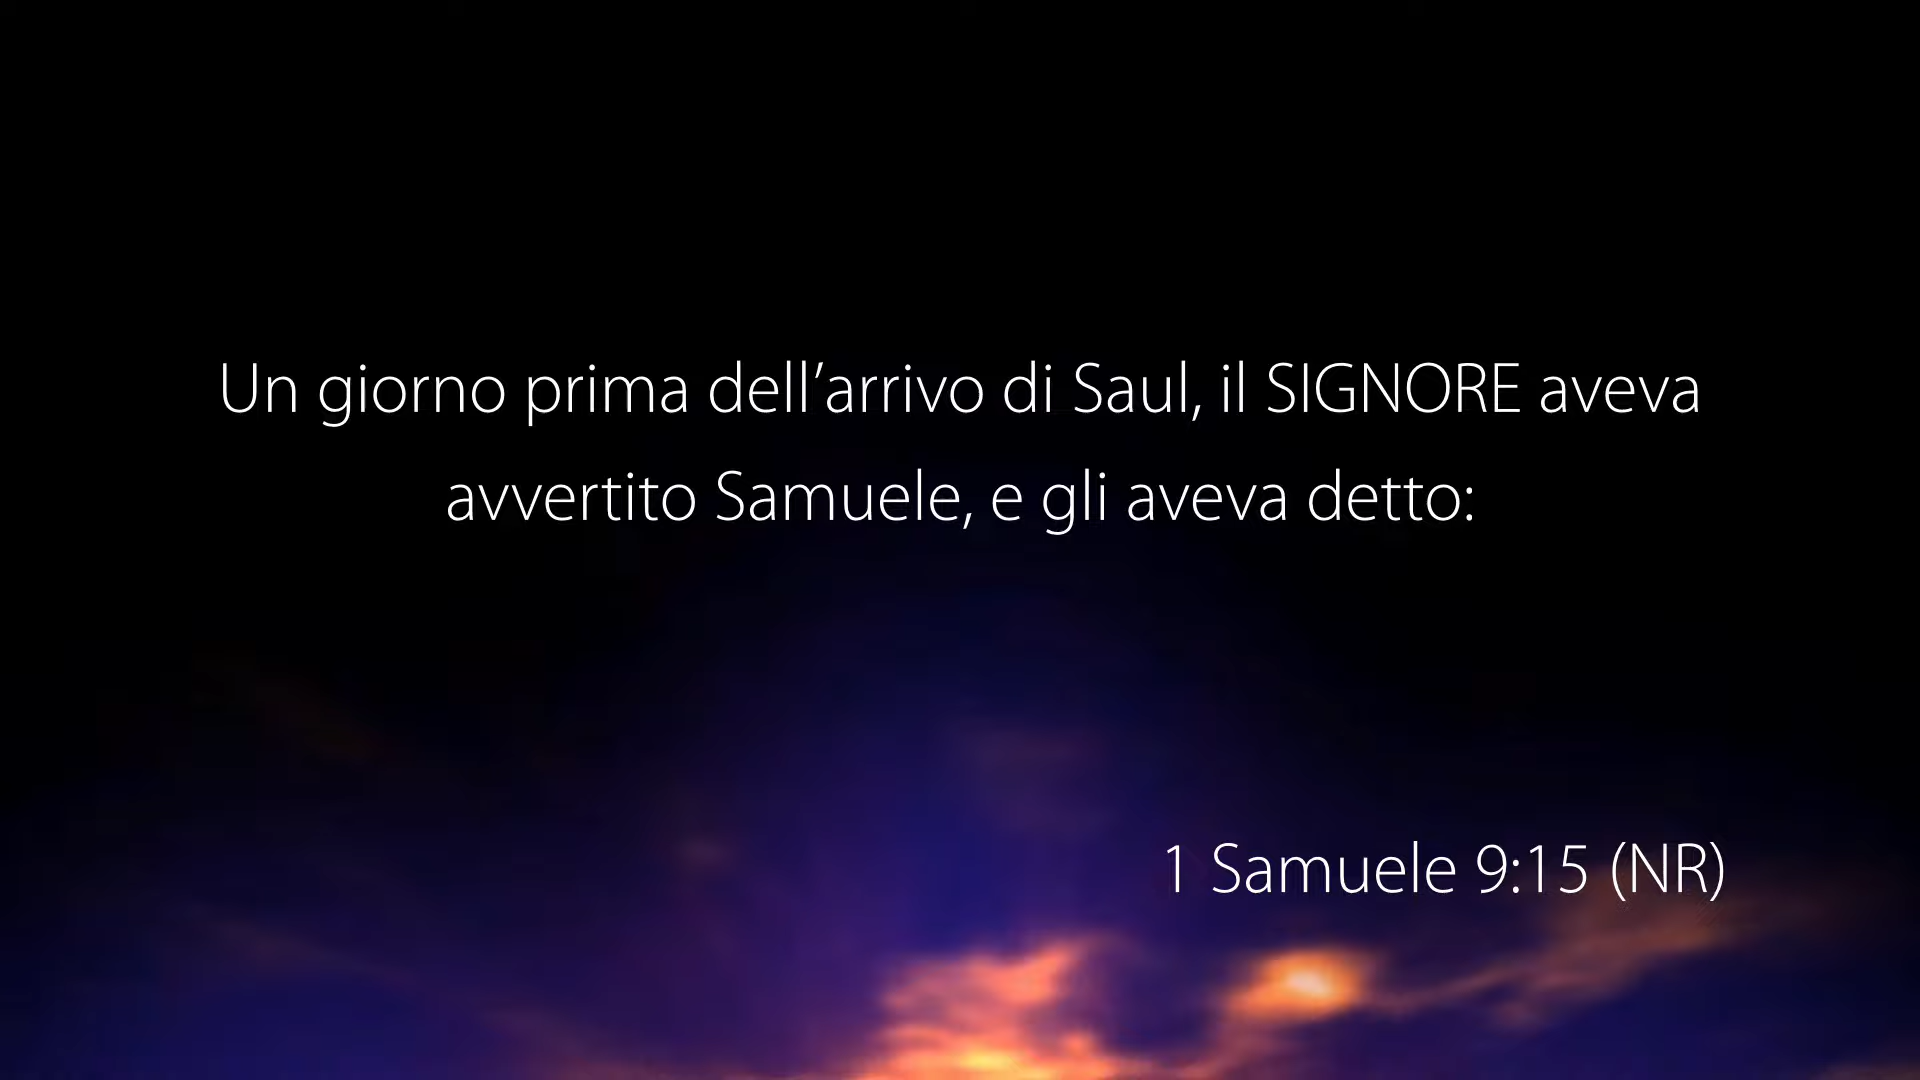 Un giorno prima dell’arrivo di Saul, il SIGNORE aveva
avvertito Samuele, e gli aveva detto:
1 Samuele 9:15 (NR)